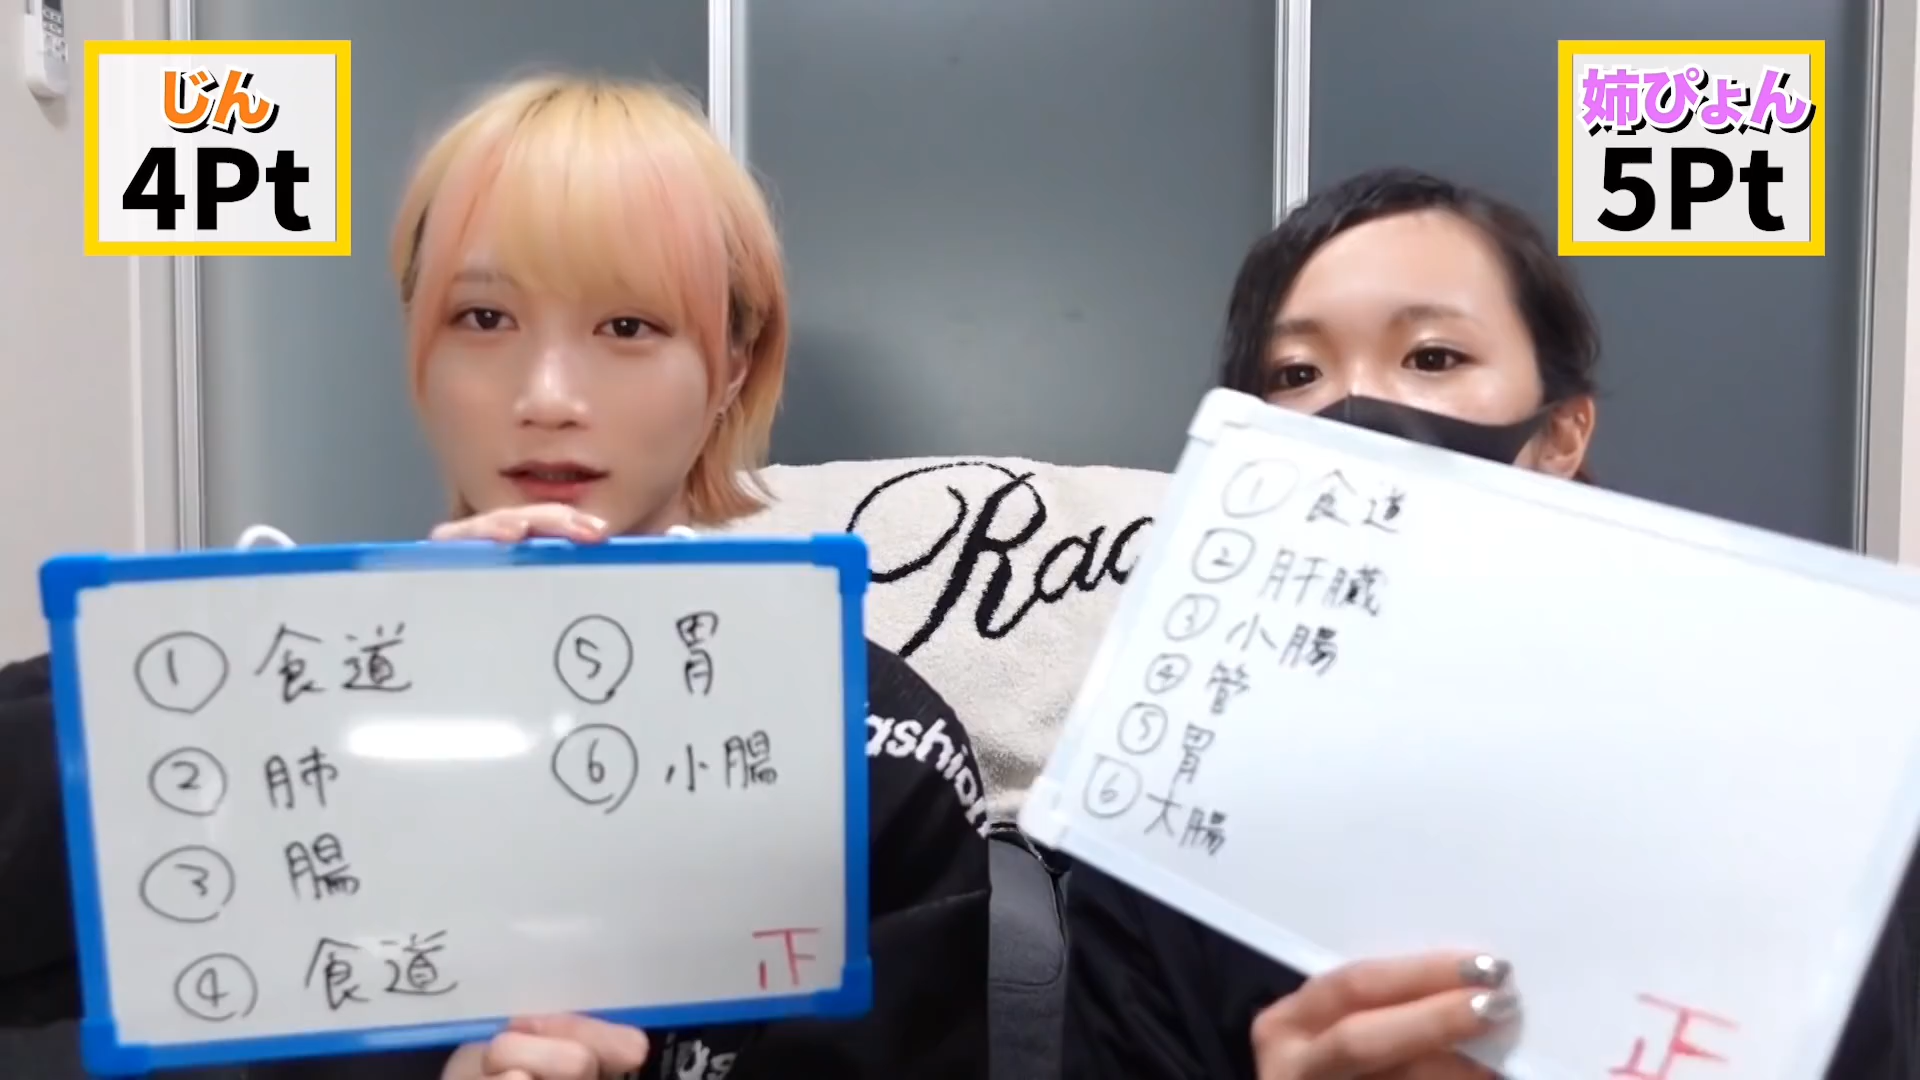 じん
4Pt
姉ぴょん
5Pt
① 食道
② 肺
③ 腸
④ 食道
⑤ 胃
⑥ 小腸
正
Rad
ashion
① 食道
② 肝臓
③ 小腸
④ 管
⑤ 胃
⑥ 大腸
正